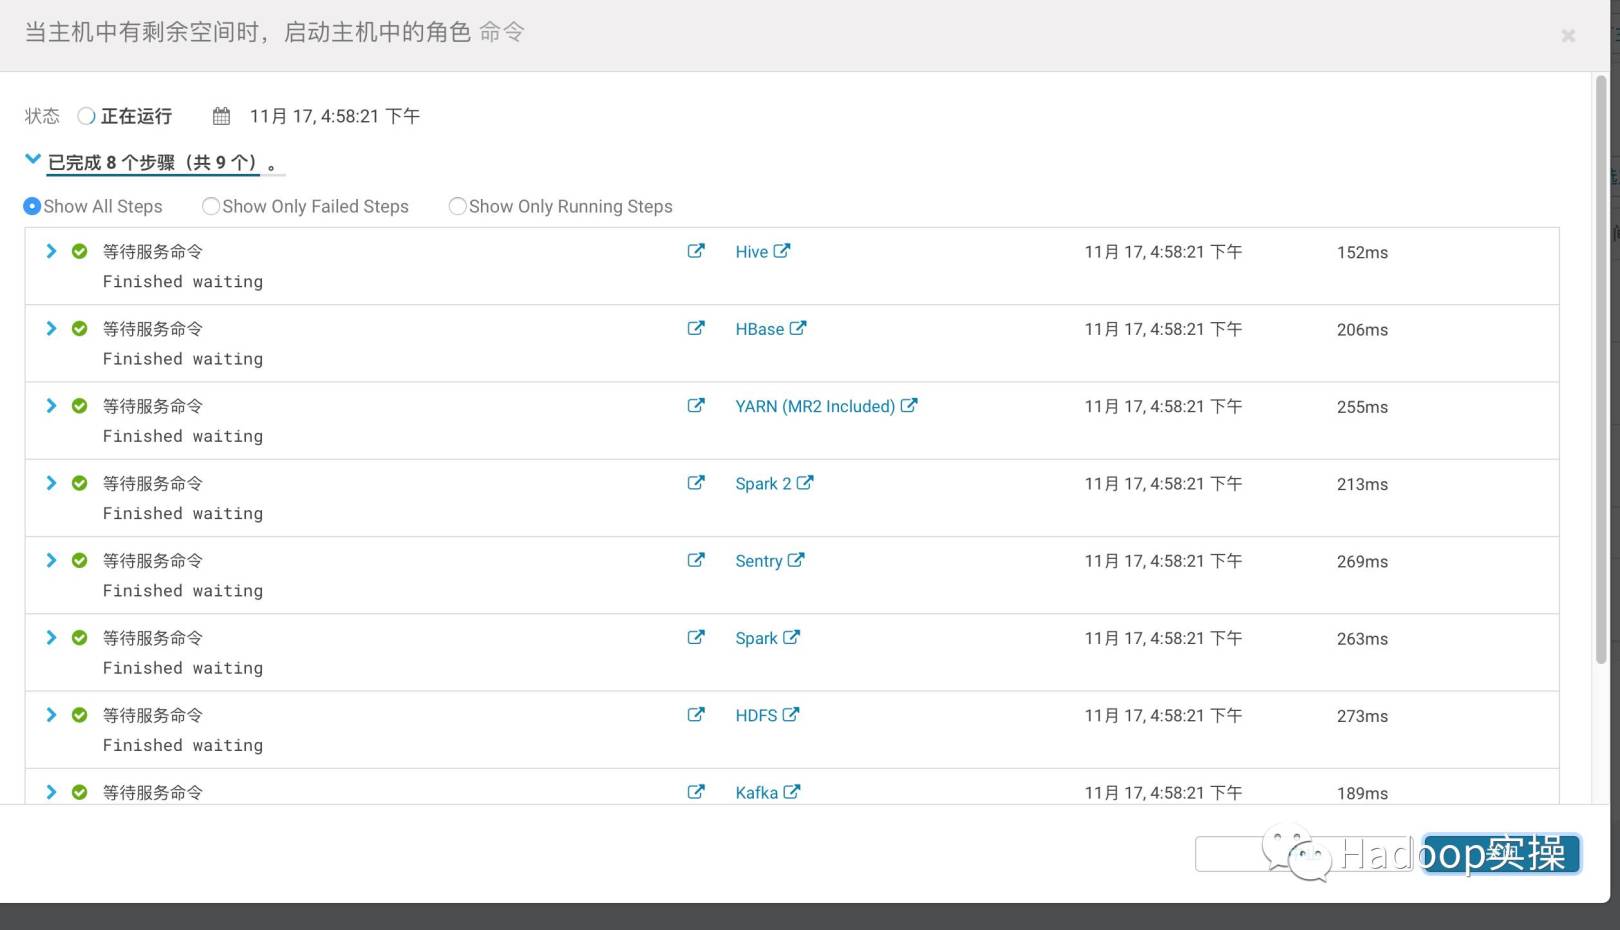 当主机中有剩余空间时，启动主机中的角色 命令
状态 正在运行 11月 17, 4:58:21 下午
已完成 8 个步骤（共 9 个）。
Show All Steps Show Only Failed Steps Show Only Running Steps
等待服务命令 Hive 11月 17, 4:58:21 下午 152ms
Finished waiting
等待服务命令 HBase 11月 17, 4:58:21 下午 206ms
Finished waiting
等待服务命令 YARN (MR2 Included) 11月 17, 4:58:21 下午 255ms
Finished waiting
等待服务命令 Spark 2 11月 17, 4:58:21 下午 213ms
Finished waiting
等待服务命令 Sentry 11月 17, 4:58:21 下午 269ms
Finished waiting
等待服务命令 Spark 11月 17, 4:58:21 下午 263ms
Finished waiting
等待服务命令 HDFS 11月 17, 4:58:21 下午 273ms
Finished waiting
等待服务命令 Kafka 11月 17, 4:58:21 下午 189ms
Hadoop实操